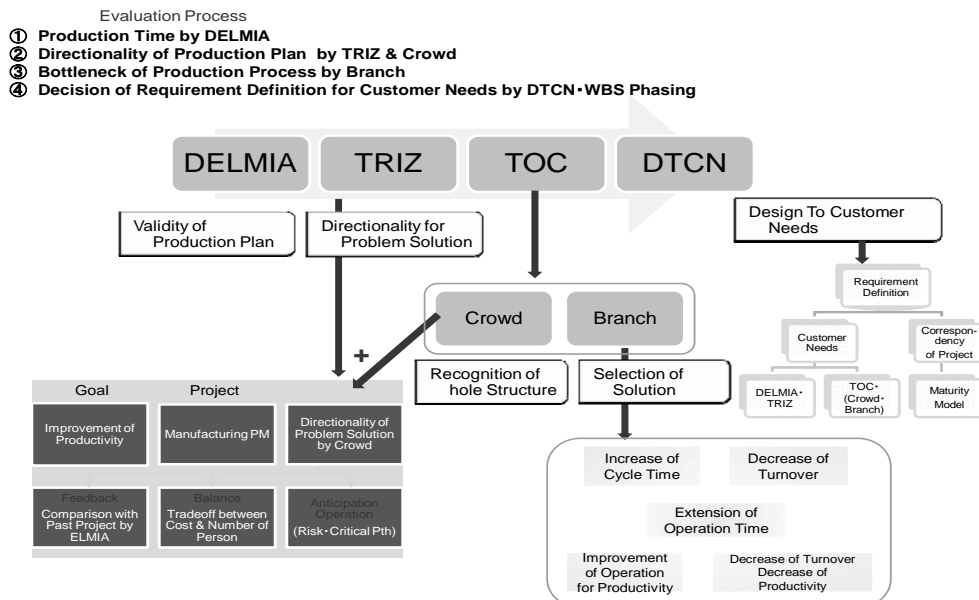 Evaluation Process
① Production Time by DELMIA
② Directionality of Production Plan by TRIZ & Crowd
③ Bottleneck of Production Process by Branch
④ Decision of Requirement Definition for Customer Needs by DTCN・WBS Phasing
DELMIA
TRIZ
TOC
DTCN
Validity of
Production Plan
Directionality for
Problem Solution
Design To Customer
Needs
Requirement
Definition
Customer
Needs
Correspon-
dency
of Project
DELMIA・
TRIZ
TOC・
(Crowd・
Branch)
Maturity
Model
Crowd
Branch
+
Recognition of
hole Structure
Selection of
Solution
Goal
Project
Improvement of
Productivity
Manufacturing PM
Directionality of
Problem Solution
by Crowd
Feedback
Comparison with
Past Project by
ELMIA
Balance
Tradeoff between
Cost & Number of
Person
Anticipation
Operation
(Risk・Critical Pth)
Increase of
Cycle Time
Decrease of
Turnover
Extension of
Operation Time
Improvement
of Operation
for Productivity
Decrease of Turnover
Decrease of
Productivity